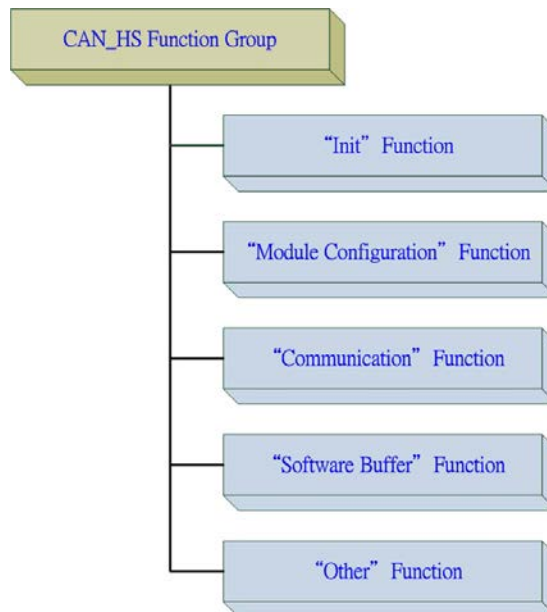 CAN_HS Function Group
“Init” Function
“Module Configuration” Function
“Communication” Function
“Software Buffer” Function
“Other” Function